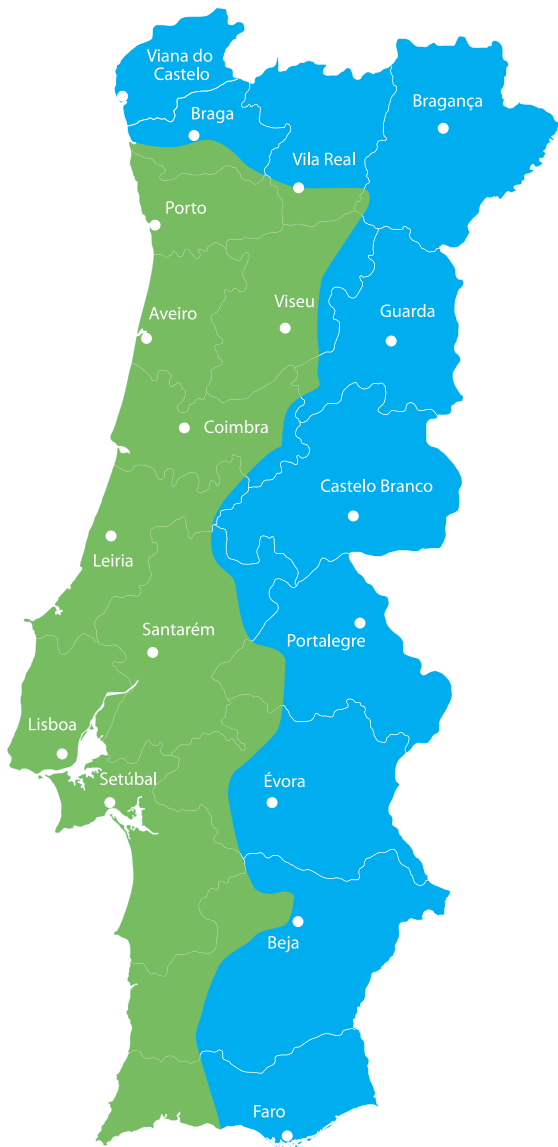 Viana do
Castelo
Bragança
Braga
Vila Real
Porto
Viseu
Aveiro
Guarda
Coimbra
Castelo Branco
Leiria
Santarém
Portalegre
Lisboa
Setúbal
Évora
Beja
Faro